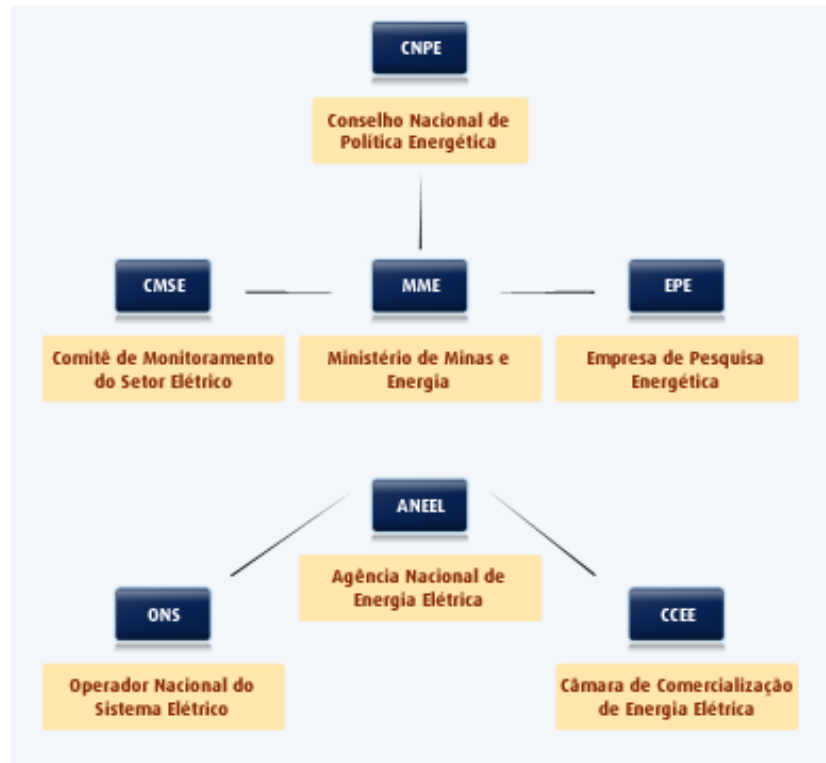 CNPE
Conselho Nacional de
Política Energética
CMSE
MME
EPE
Comitê de Monitoramento
do Setor Elétrico
Ministério de Minas e
Energia
Empresa de Pesquisa
Energética
ANEEL
Agência Nacional de
Energia Elétrica
ONS
CCEE
Operador Nacional do
Sistema Elétrico
Câmara de Comercialização
de Energia Elétrica